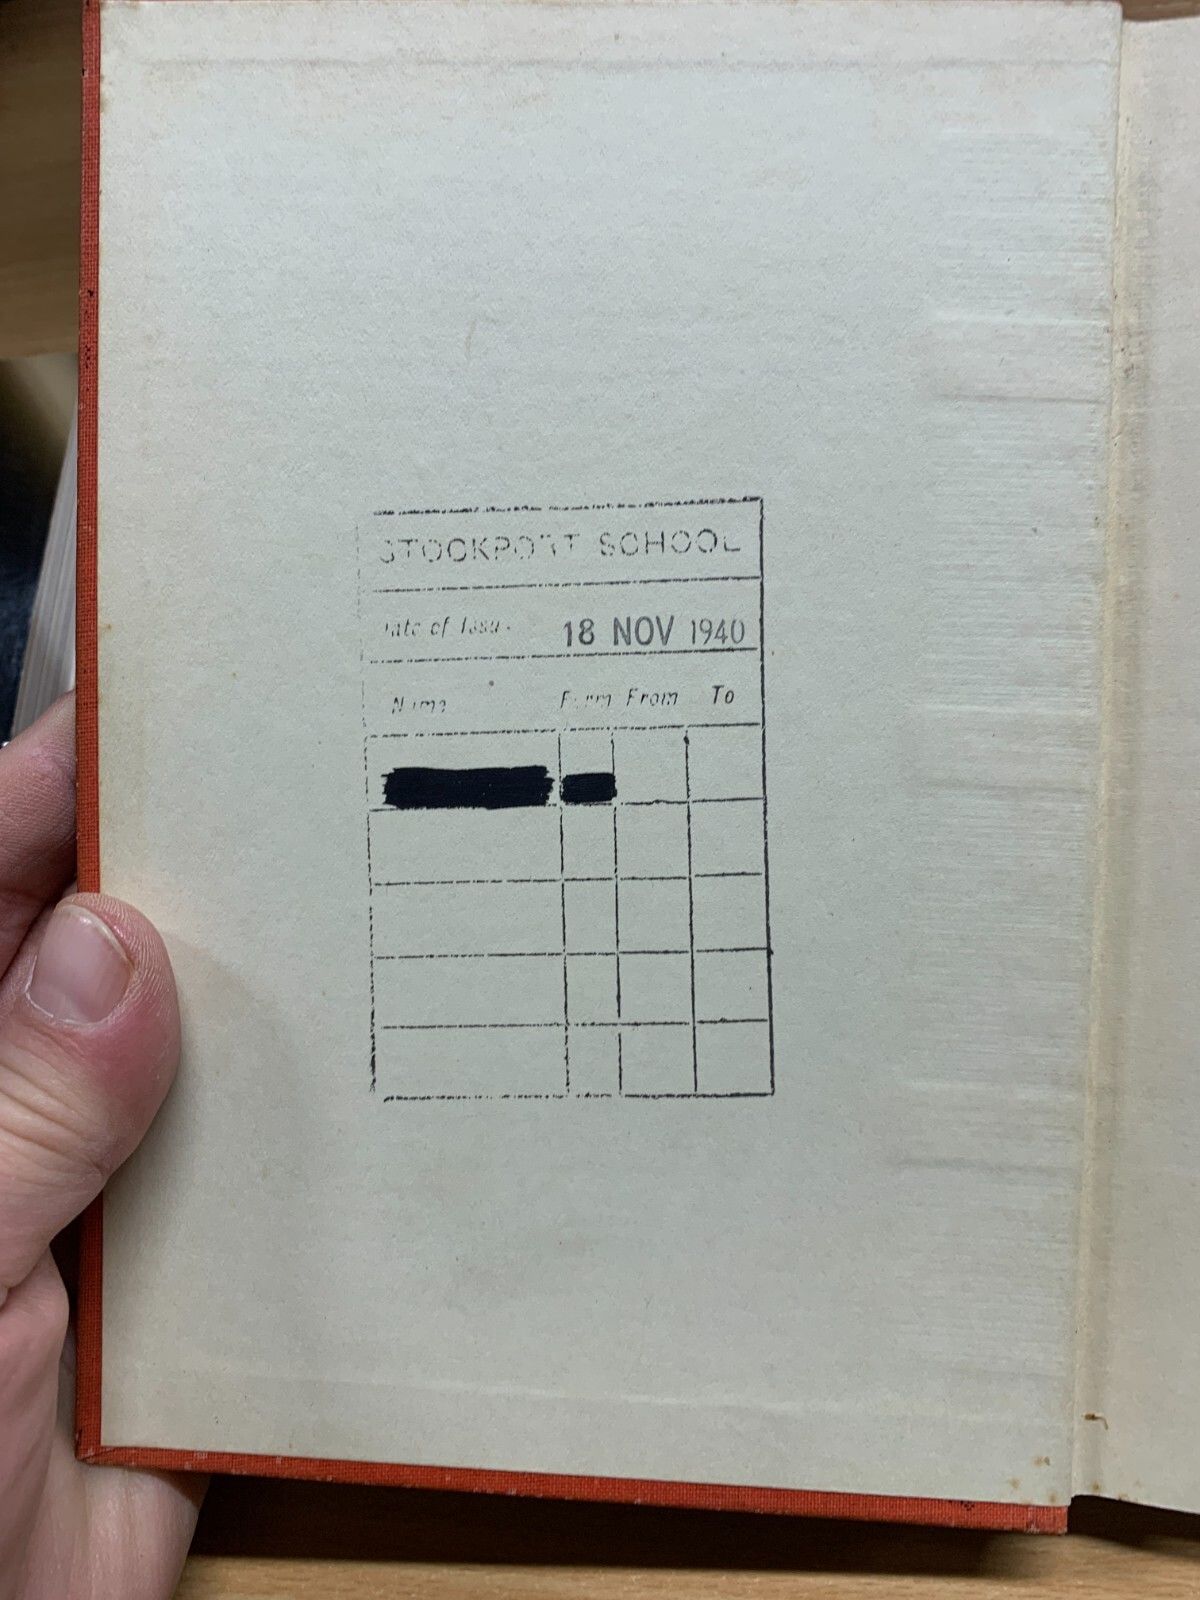 STOCKPORT SCHOOL
Date of Issue 18 NOV 1940
Name Form From To